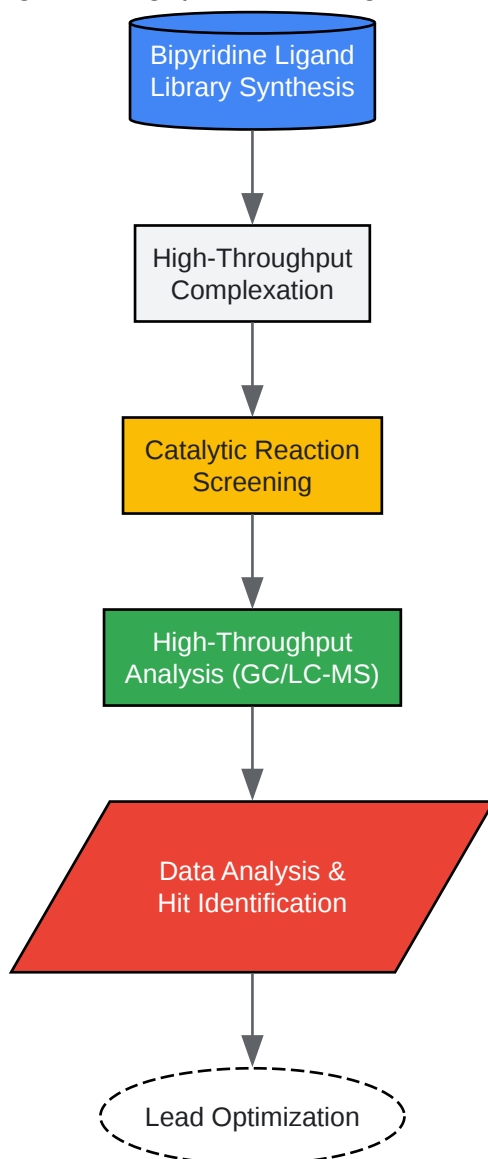 Bipyridine Ligand
Library Synthesis
High-Throughput
Complexation
Catalytic Reaction
Screening
High-Throughput
Analysis (GC/LC-MS)
Data Analysis &
Hit Identification
Lead Optimization